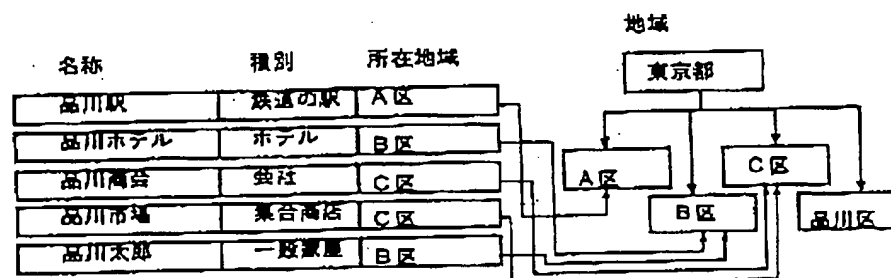 地域
名称 種別 所在地域
東京都
品川駅 鉄道の駅 A区
品川ホテル ホテル B区
品川商会 会社 C区
品川市場 集合商店 C区
品川太郎 一般家屋 B区
A区
C区
B区
品川区